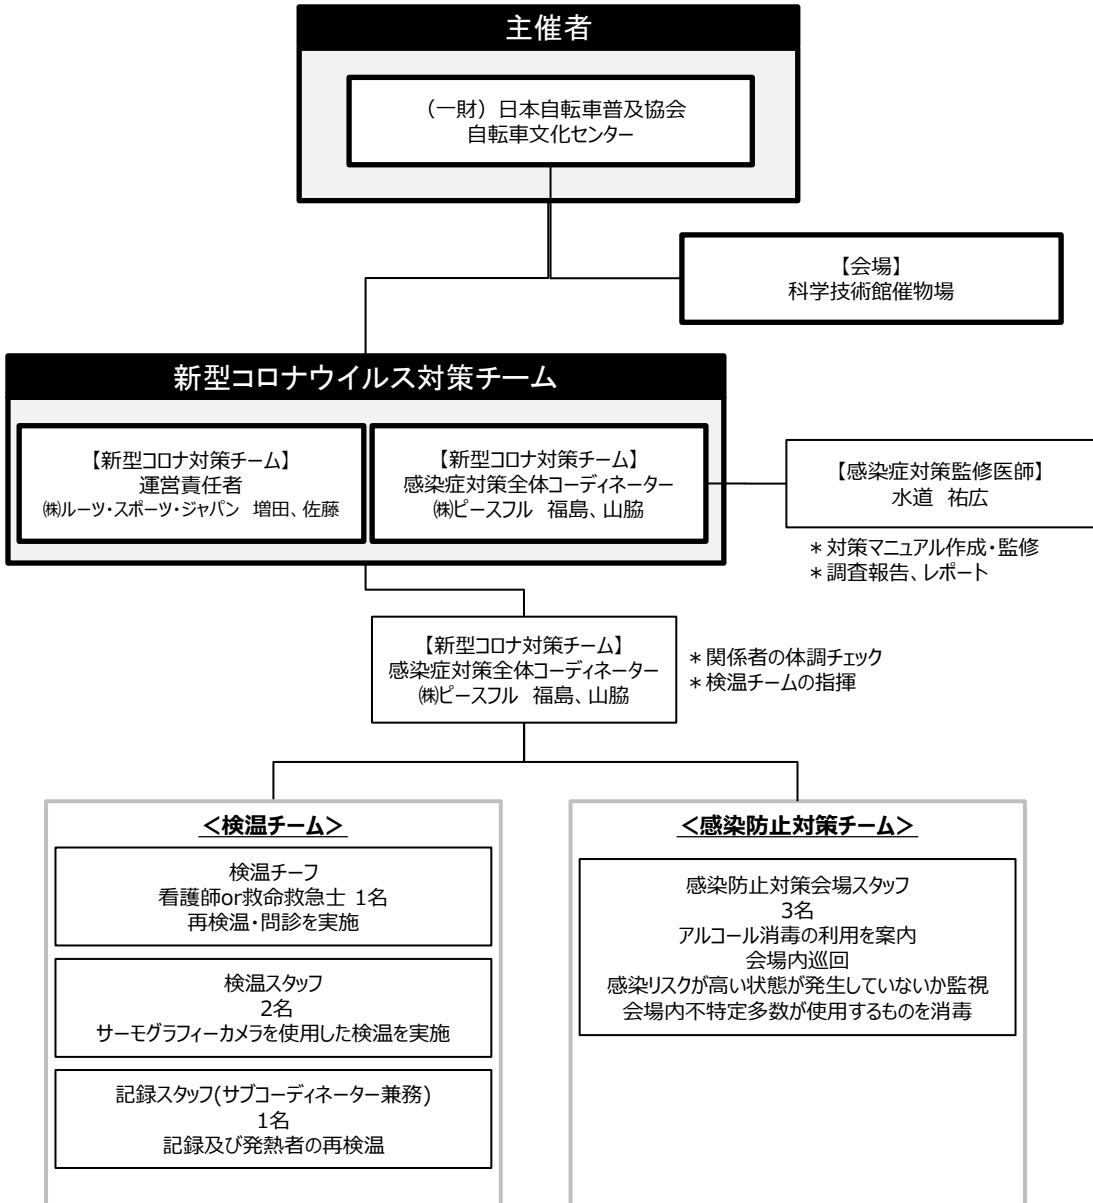 主催者
（一財）日本自転車普及協会
自転車文化センター
【会場】
科学技術館催物場
新型コロナウイルス対策チーム
【新型コロナ対策チーム】
運営責任者
㈱ルーツ・スポーツ・ジャパン 増田、佐藤
【新型コロナ対策チーム】
感染症対策全体コーディネーター
㈱ピースフル 福島、山脇
【感染症対策監修医師】
水道 祐広
＊対策マニュアル作成・監修
＊調査報告、レポート
【新型コロナ対策チーム】
感染症対策全体コーディネーター
㈱ピースフル 福島、山脇
＊関係者の体調チェック
＊検温チームの指揮
＜検温チーム＞
検温チーフ
看護師or救命救急士 1名
再検温・問診を実施
検温スタッフ
2名
サーモグラフィーカメラを使用した検温を実施
記録スタッフ(サブコーディネーター兼務)
1名
記録及び発熱者の再検温
＜感染防止対策チーム＞
感染防止対策会場スタッフ
3名
アルコール消毒の利用を案内
会場内巡回
感染リスクが高い状態が発生していないか監視
会場内不特定多数が使用するものを消毒